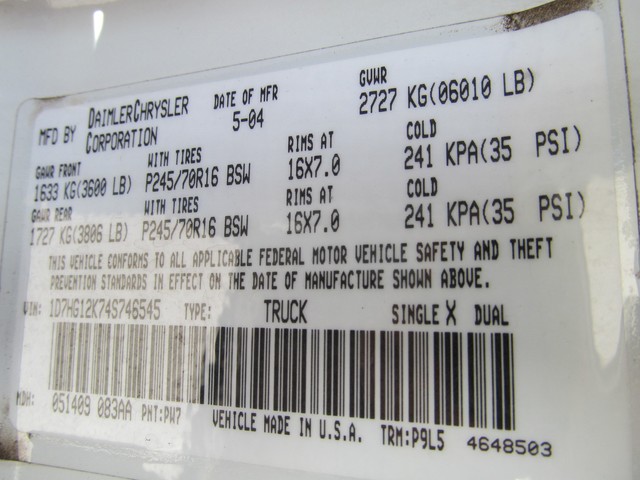 MFD BY DAIMLERCHRYSLER CORPORATION
DATE OF MFR 5-04
GVWR 2727 KG(06010 LB)
GAWR FRONT WITH TIRES RIMS AT COLD
1633 KG(3600 LB) P245/70R16 BSW 16X7.0 241 KPA(35 PSI)
GAWR REAR WITH TIRES RIMS AT COLD
1727 KG(3806 LB) P245/70R16 BSW 16X7.0 241 KPA(35 PSI)
THIS VEHICLE CONFORMS TO ALL APPLICABLE FEDERAL MOTOR VEHICLE SAFETY AND THEFT
PREVENTION STANDARDS IN EFFECT ON THE DATE OF MANUFACTURE SHOWN ABOVE.
VIN: 1D7HG12K74S746545 TYPE: TRUCK SINGLE X DUAL
MDH: 051409 083AA PNT:PW7 VEHICLE MADE IN U.S.A. TRM:P9L5 4648503